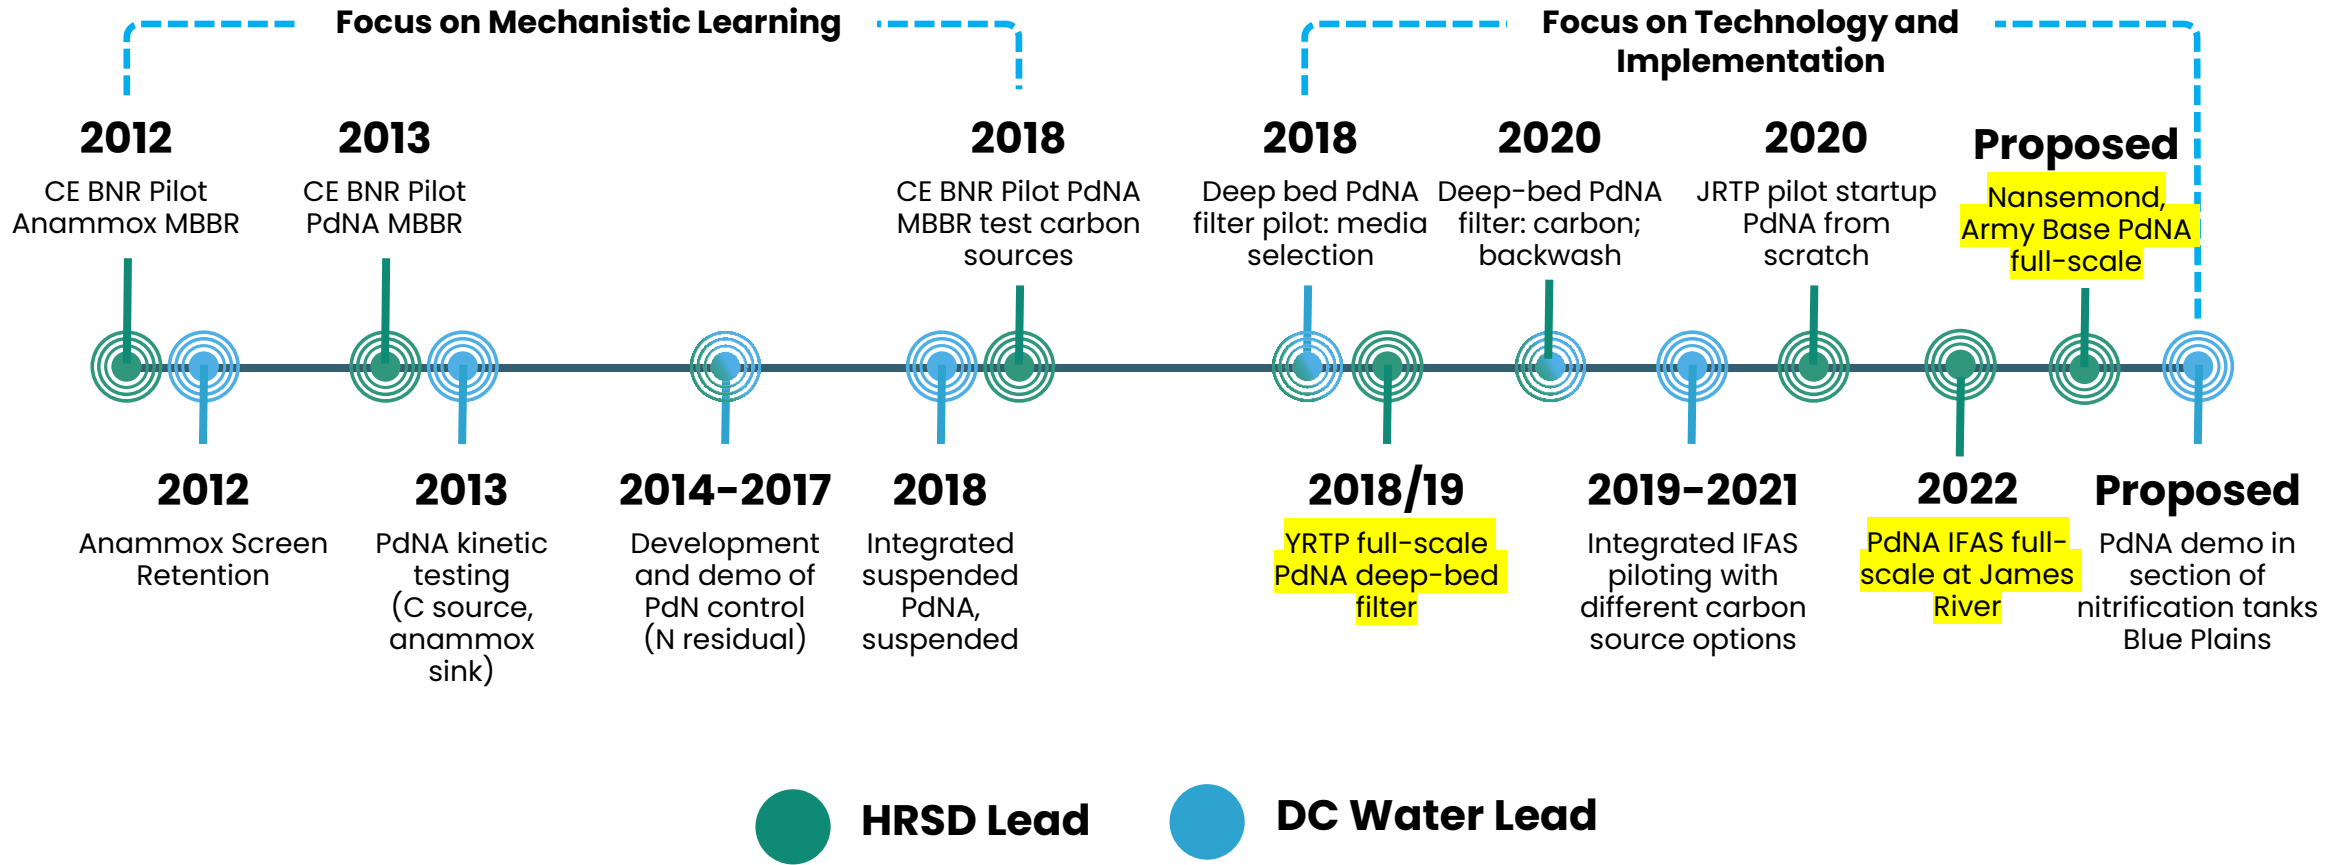 Focus on Mechanistic Learning
Focus on Technology and
Implementation
2012
CE BNR Pilot
Anammox MBBR
2013
CE BNR Pilot
PdNA MBBR
2018
CE BNR Pilot PdNA
MBBR test carbon
sources
2018
Deep bed PdNA
filter pilot: media
selection
2020
Deep-bed PdNA
filter: carbon;
backwash
2020
JRTP pilot startup
PdNA from
scratch
Proposed
Nansemond,
Army Base PdNA
full-scale
2012
Anammox Screen
Retention
2013
PdNA kinetic
testing
(C source,
anammox
sink)
2014-2017
Development
and demo of
PdN control
(N residual)
2018
Integrated
suspended
PdNA,
suspended
2018/19
YRTP full-scale
PdNA deep-bed
filter
2019-2021
Integrated IFAS
piloting with
different carbon
source options
2022
PdNA IFAS full-
scale at James
River
Proposed
PdNA demo in
section of
nitrification tanks
Blue Plains
HRSD Lead
DC Water Lead